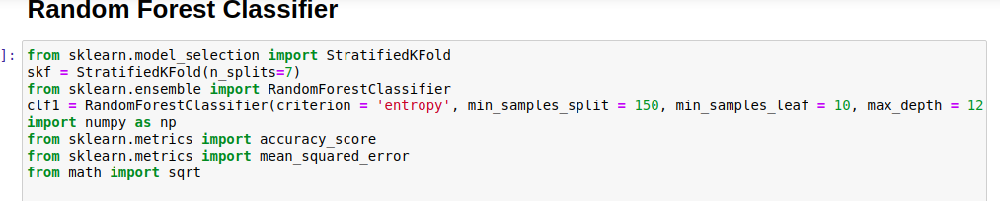 Random Forest Classifier
]: from sklearn.model_selection import StratifiedKFold
skf = StratifiedKFold(n_splits=7)
from sklearn.ensemble import RandomForestClassifier
clf1 = RandomForestClassifier(criterion = 'entropy', min_samples_split = 150, min_samples_leaf = 10, max_depth = 12
import numpy as np
from sklearn.metrics import accuracy_score
from sklearn.metrics import mean_squared_error
from math import sqrt